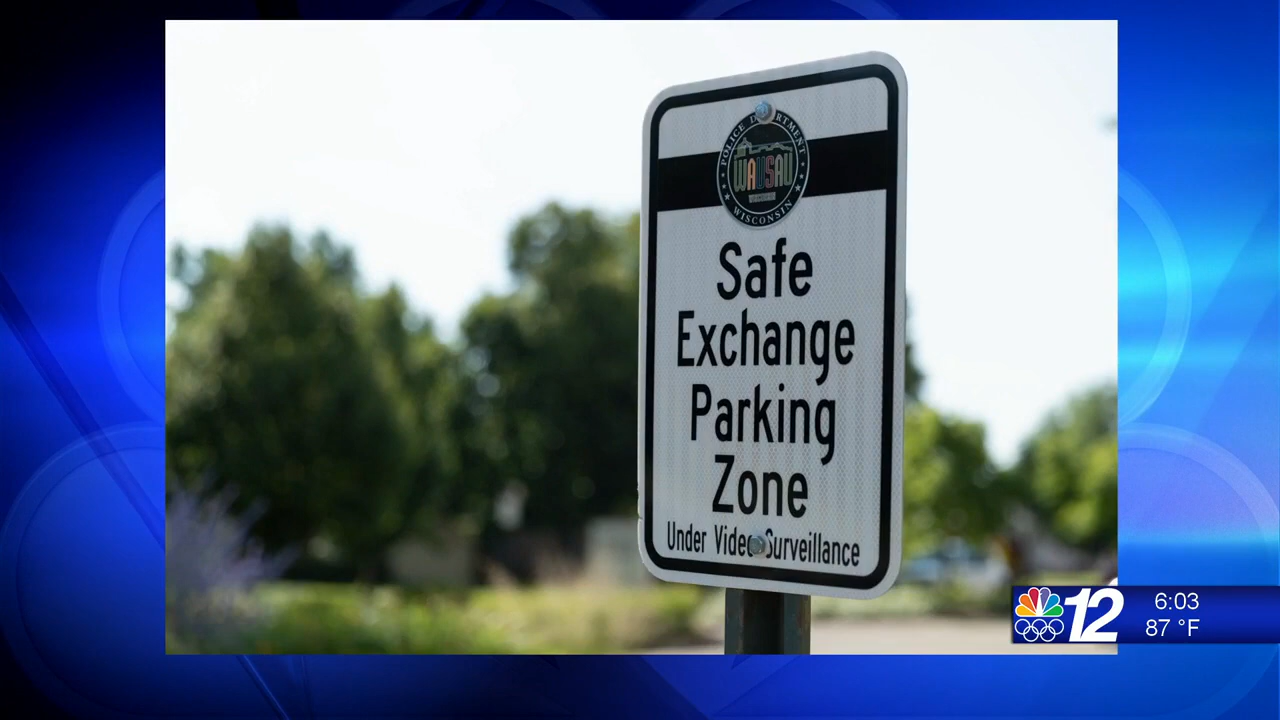 POLICE DEPARTMENT
WAUSAU
WISCONSIN
Safe
Exchange
Parking
Zone
Under Video Surveillance
12
6:03
87 °F